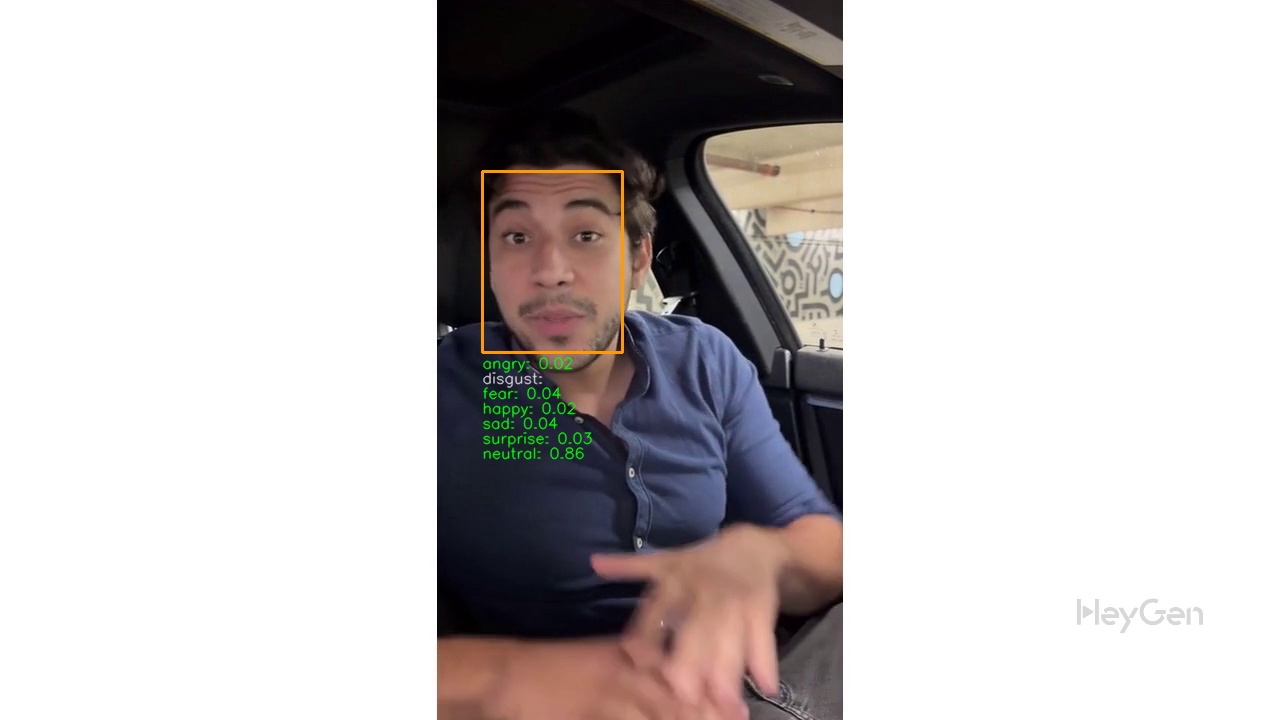 angry: 0.02
disgust:
fear: 0.04
happy: 0.02
sad: 0.04
surprise: 0.03
neutral: 0.86
HeyGen